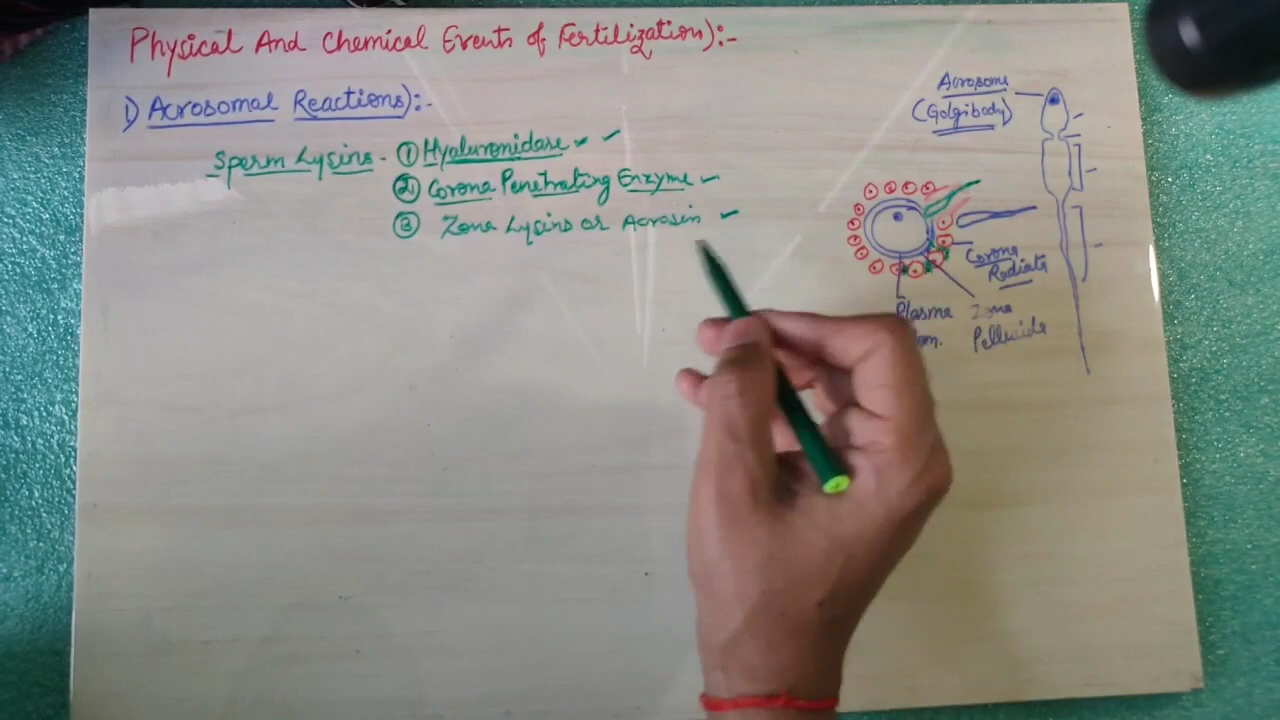 Physical And Chemical Events of Fertilization):-
1) Acrosomal Reactions):-
Sperm Lysins - ① Hyaluronidase
② Corona Penetrating Enzyme
③ Zona Lysins or Acrosin
Acrosome
(Golgibody)
Corona
Radiata
Plasma
Zona
Pellucida